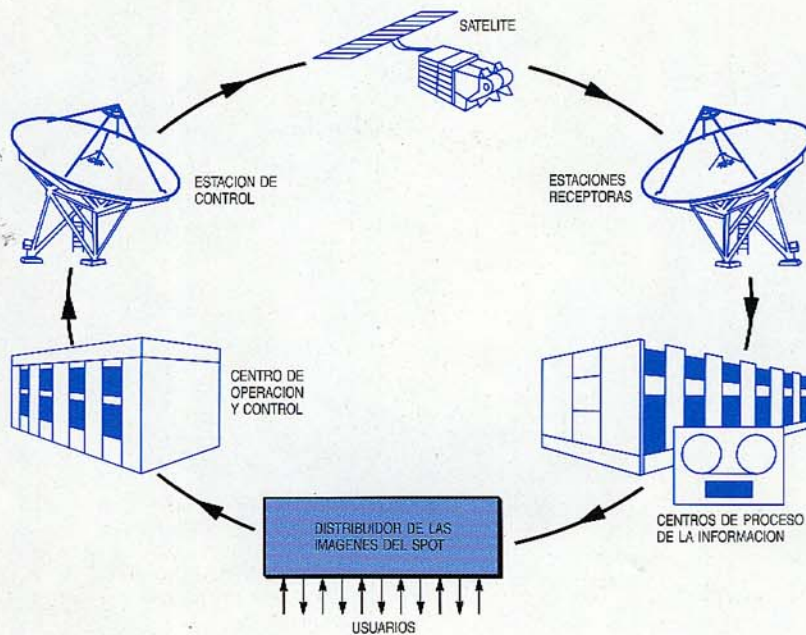 SATELITE
ESTACION DE
CONTROL
ESTACIONES
RECEPTORAS
CENTRO DE
OPERACION
Y CONTROL
CENTROS DE PROCESO
DE LA INFORMACION
DISTRIBUIDOR DE LAS
IMAGENES DEL SPOT
USUARIOS